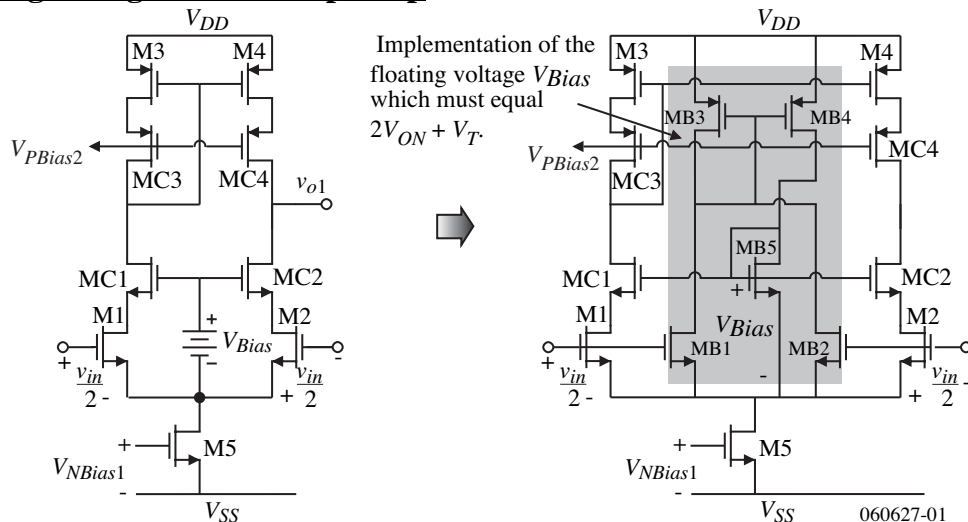 V_DD
M3
M4
V_PBias2
MC3
MC4
v_o1
MC1
MC2
M1
M2
+
V_Bias
-
+
v_in
2
-
+
v_in
2
-
+
M5
V_NBias1
-
V_SS
Implementation of the
floating voltage V_Bias
which must equal
2V_ON + V_T.
V_DD
M3
M4
MB3
MB4
V_PBias2
MC3
MC4
MB5
MC1
MC2
+
M1
M2
V_Bias
MB1
MB2
+
v_in
2
-
-
+
v_in
2
-
+
M5
V_NBias1
-
V_SS
060627-01